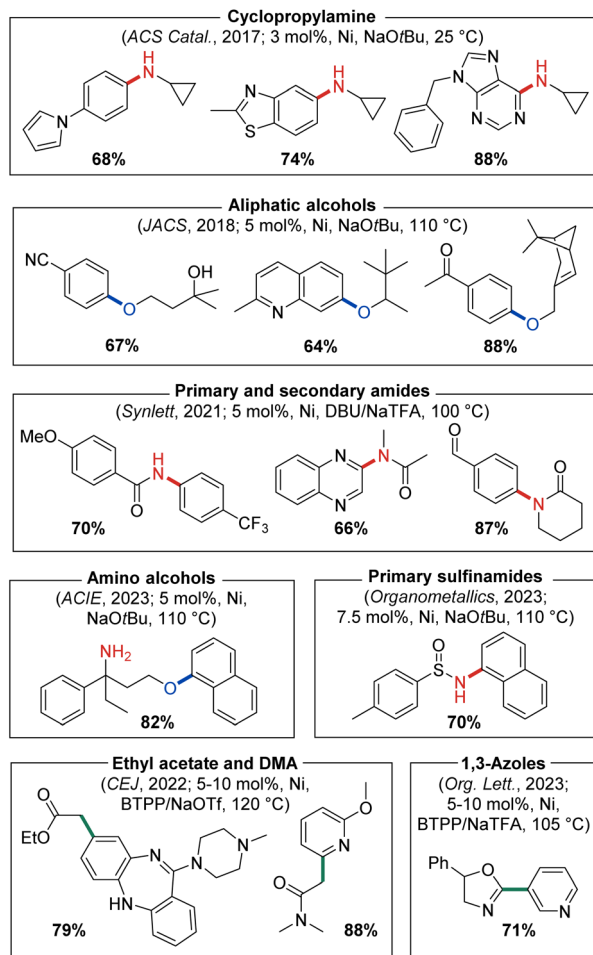 Cyclopropylamine
(ACS Catal., 2017; 3 mol%, Ni, NaOtBu, 25 °C)
H
N
N
68%
N
S
H
N
74%
N
N
N
N
H
N
88%
Aliphatic alcohols
(JACS, 2018; 5 mol%, Ni, NaOtBu, 110 °C)
NC
O
OH
67%
N
O
64%
O
O
88%
Primary and secondary amides
(Synlett, 2021; 5 mol%, Ni, DBU/NaTFA, 100 °C)
MeO
O
H
N
CF3
70%
N
N
N
O
66%
O
N
O
87%
Amino alcohols
(ACIE, 2023; 5 mol%, Ni,
NaOtBu, 110 °C)
NH2
O
82%
Primary sulfinamides
(Organometallics, 2023;
7.5 mol%, Ni, NaOtBu, 110 °C)
O
S
N
H
70%
Ethyl acetate and DMA
(CEJ, 2022; 5-10 mol%, Ni,
BTPP/NaOTf, 120 °C)
O
EtO
N
N
N
HN
79%
O
N
O
N
88%
1,3-Azoles
(Org. Lett., 2023;
5-10 mol%, Ni,
BTPP/NaTFA, 105 °C)
Ph
O
N
N
71%